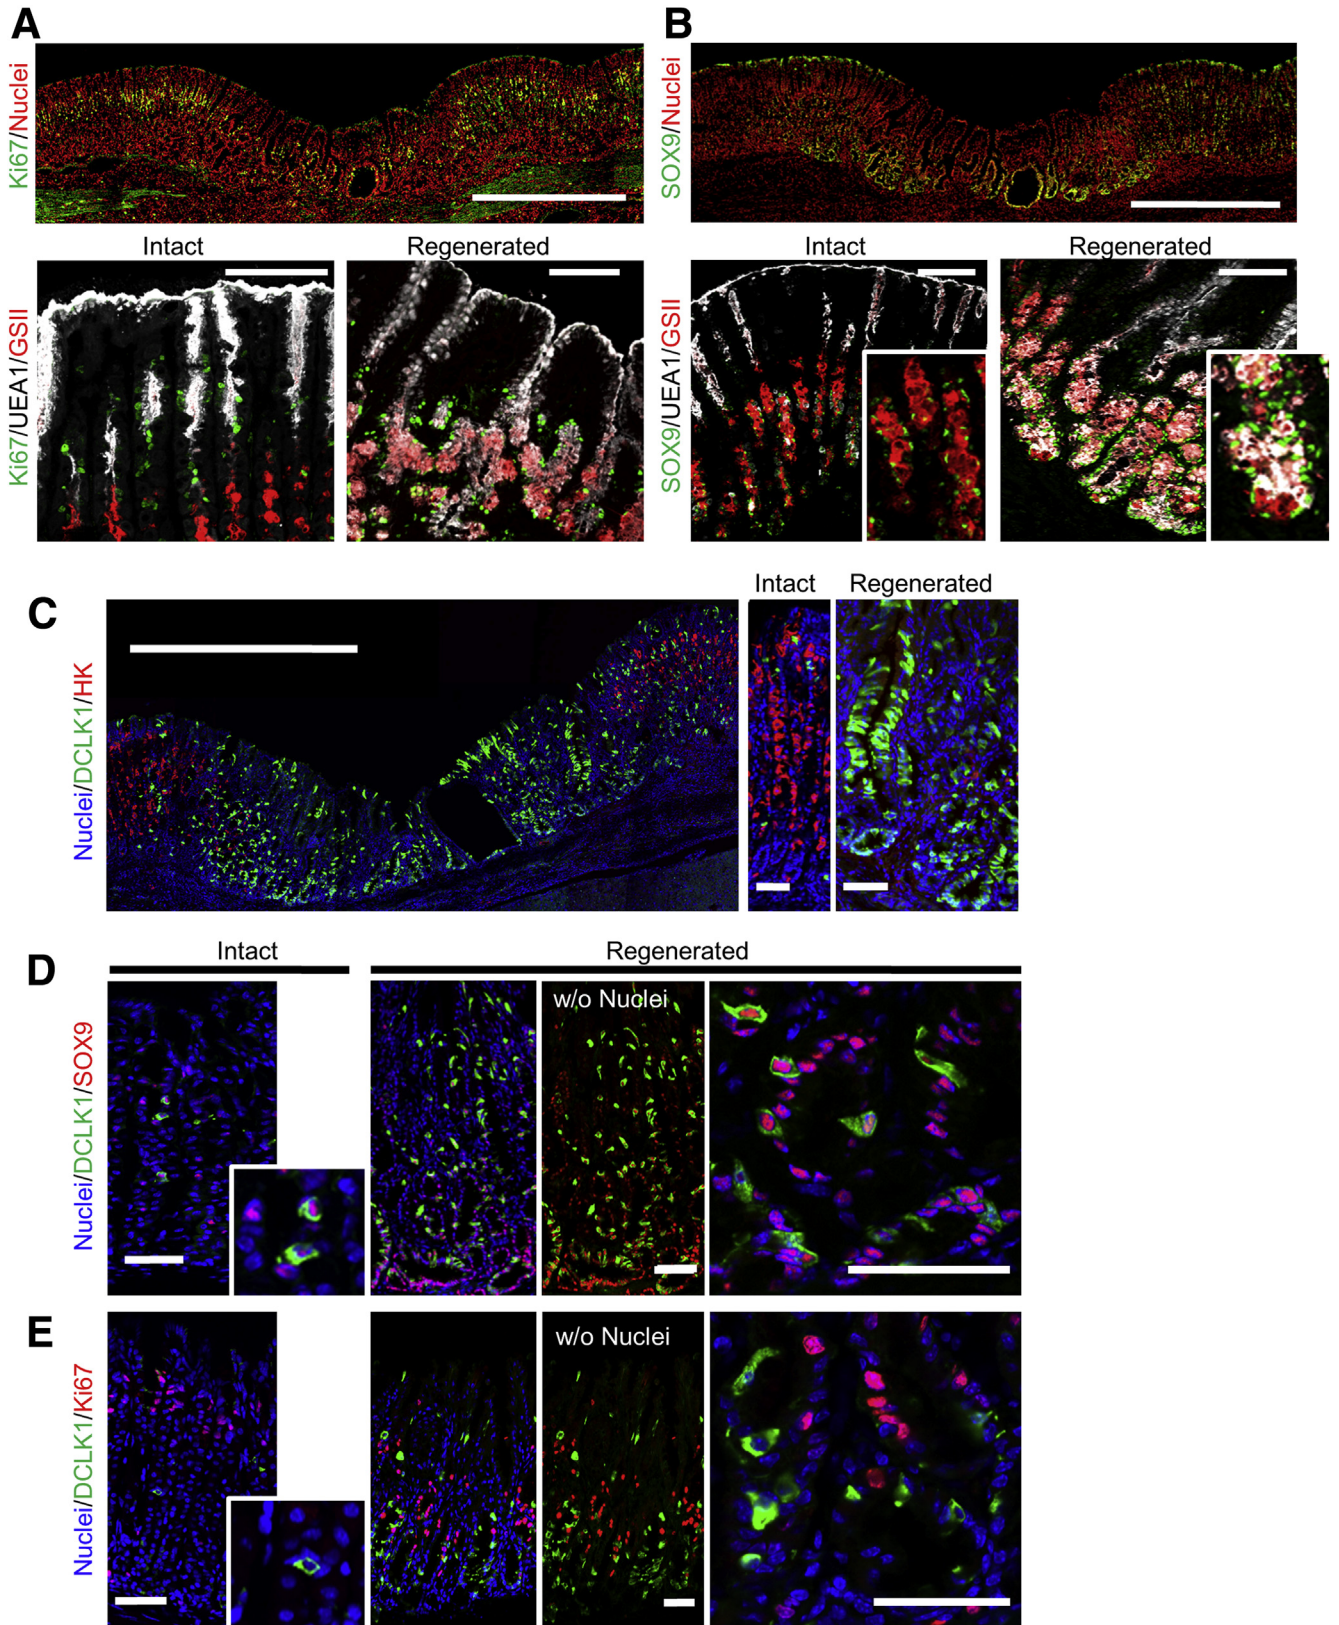 A
B
Ki67/Nuclei
SOX9/Nuclei
Intact
Regenerated
Intact
Regenerated
Ki67/UEA1/GSII
SOX9/UEA1/GSII
C
Intact
Regenerated
Nuclei/DCLK1/HK
Intact
Regenerated
D
w/o Nuclei
Nuclei/DCLK1/SOX9
E
w/o Nuclei
Nuclei/DCLK1/Ki67